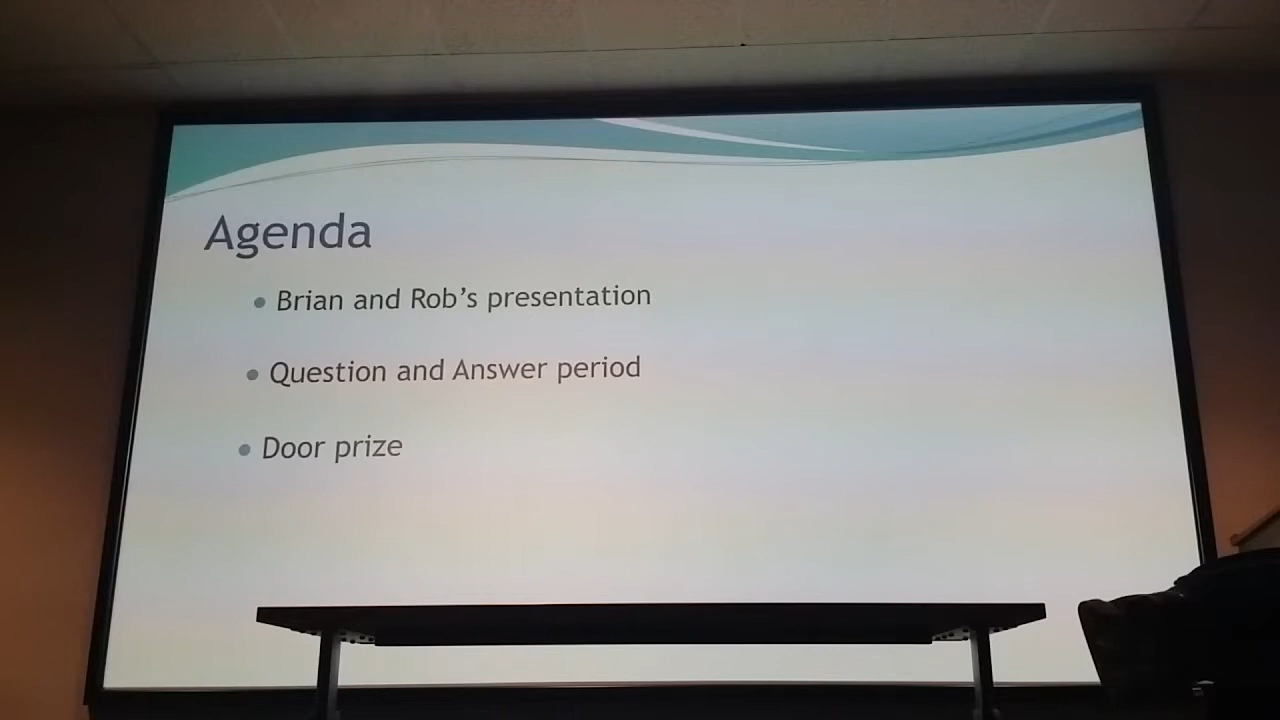 Agenda
• Brian and Rob’s presentation
• Question and Answer period
• Door prize